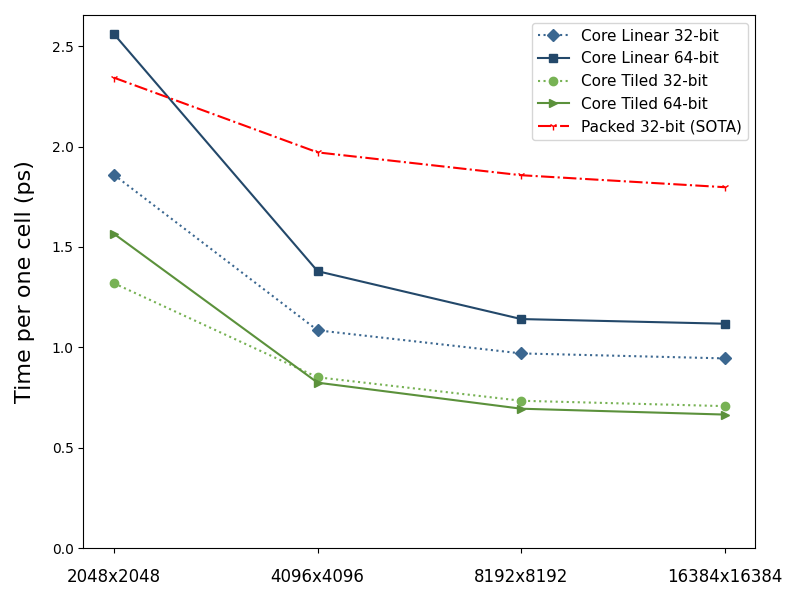 Core Linear 32-bit
Core Linear 64-bit
Core Tiled 32-bit
Core Tiled 64-bit
Packed 32-bit (SOTA)
Time per one cell (ps)
2.5
2.0
1.5
1.0
0.5
0.0
2048x2048
4096x4096
8192x8192
16384x16384